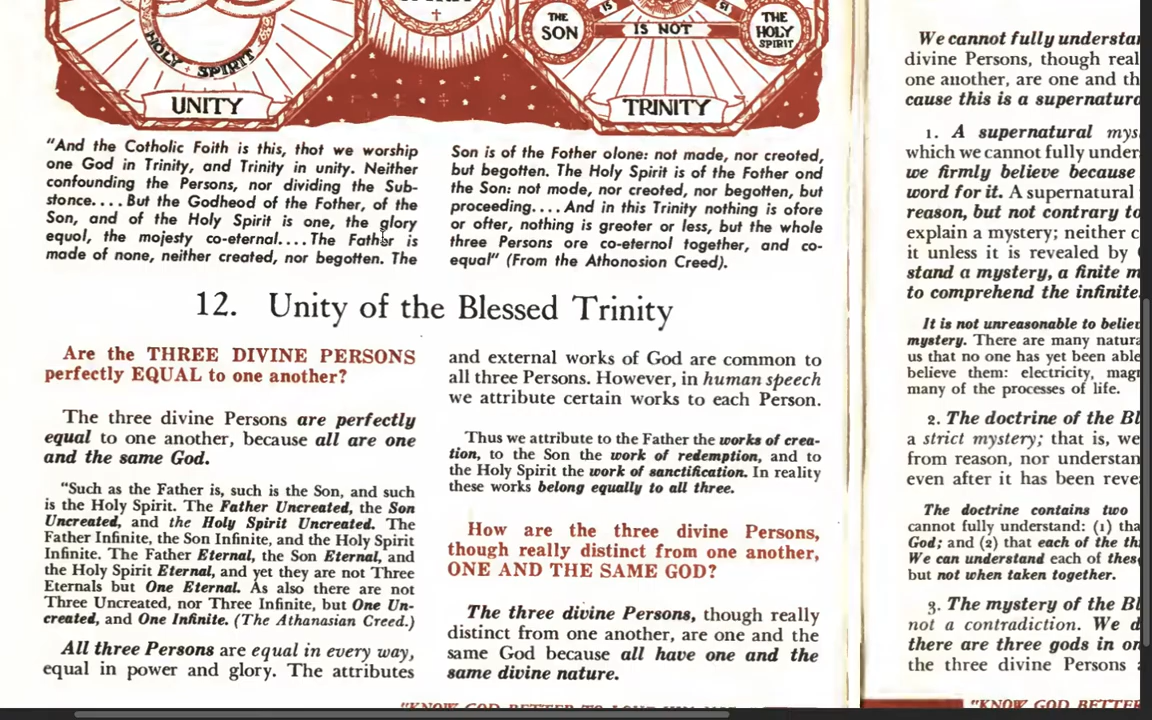 HOLY SPIRIT
UNITY
THE
SON
IS
IS NOT
IS
THE
HOLY
SPIRIT
TRINITY
"And the Catholic Foith is this, thot we worship
one God in Trinity, and Trinity in unity. Neither
confounding the Persons, nor dividing the Sub-
stonce....But the Godheod of the Fother, of the
Son, and of the Holy Spirit is one, the glory
equol, the mojesty co-eternal....The Father is
made of none, neither created, nor begotten. The
Son is of the Fother olone: not made, nor creoted,
but begotten. The Holy Spirit is of the Fother ond
the Son: not mode, nor creoted, nor begotten, but
proceeding....And in this Trinity nothing is ofore
or ofter, nothing is greoter or less, but the whole
three Persons ore co-eternol together, and co-
equal" (From the Athonosion Creed).
12. Unity of the Blessed Trinity
Are the THREE DIVINE PERSONS
perfectly EQUAL to one another?
The three divine Persons are perfectly
equal to one another, because all are one
and the same God.
"Such as the Father is, such is the Son, and such
is the Holy Spirit. The Father Uncreated, the Son
Uncreated, and the Holy Spirit Uncreated. The
Father Infinite, the Son Infinite, and the Holy Spirit
Infinite. The Father Eternal, the Son Eternal, and
the Holy Spirit Eternal, and yet they are not Three
Eternals but One Eternal. As also there are not
Three Uncreated, nor Three Infinite, but One Un-
created, and One Infinite. (The Athanasian Creed.)
All three Persons are equal in every way,
equal in power and glory. The attributes
and external works of God are common to
all three Persons. However, in human speech
we attribute certain works to each Person.
Thus we attribute to the Father the works of crea-
tion, to the Son the work of redemption, and to
the Holy Spirit the work of sanctification. In reality
these works belong equally to all three.
How are the three divine Persons,
though really distinct from one another,
ONE AND THE SAME GOD?
The three divine Persons, though really
distinct from one another, are one and the
same God because all have one and the
same divine nature.
We cannot fully understa
divine Persons, though real
one another, are one and th
cause this is a supernatura
1. A supernatural mys
which we cannot fully under
we firmly believe because
word for it. A supernatural
reason, but not contrary to
explain a mystery; neither c
it unless it is revealed by
stand a mystery, a finite m
to comprehend the infinite
It is not unreasonable to believ
mystery. There are many natura
us that no one has yet been able
believe them: electricity, magn
many of the processes of life.
2. The doctrine of the Bl
a strict mystery; that is, we
from reason, nor understan
even after it has been reve
The doctrine contains two
cannot fully understand: (1) tha
God; and (2) that each of the th
We can understand each of thes
but not when taken together.
3. The mystery of the Bl
not a contradiction. We d
there are three gods in on
the three divine Persons
"KNOW GOD BETTER